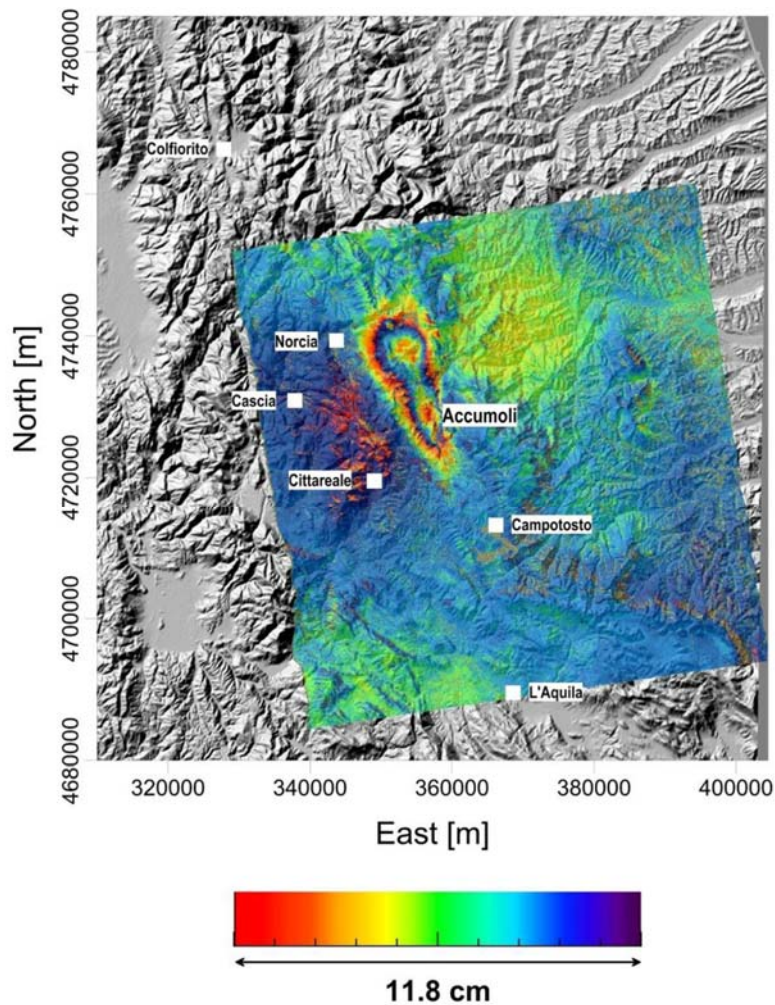 4780000
4760000
4740000
4720000
4700000
4680000
North [m]
Colfiorito
Norcia
Cascia
Accumoli
Cittareale
Campotosto
L'Aquila
320000
340000
360000
380000
400000
East [m]
11.8 cm